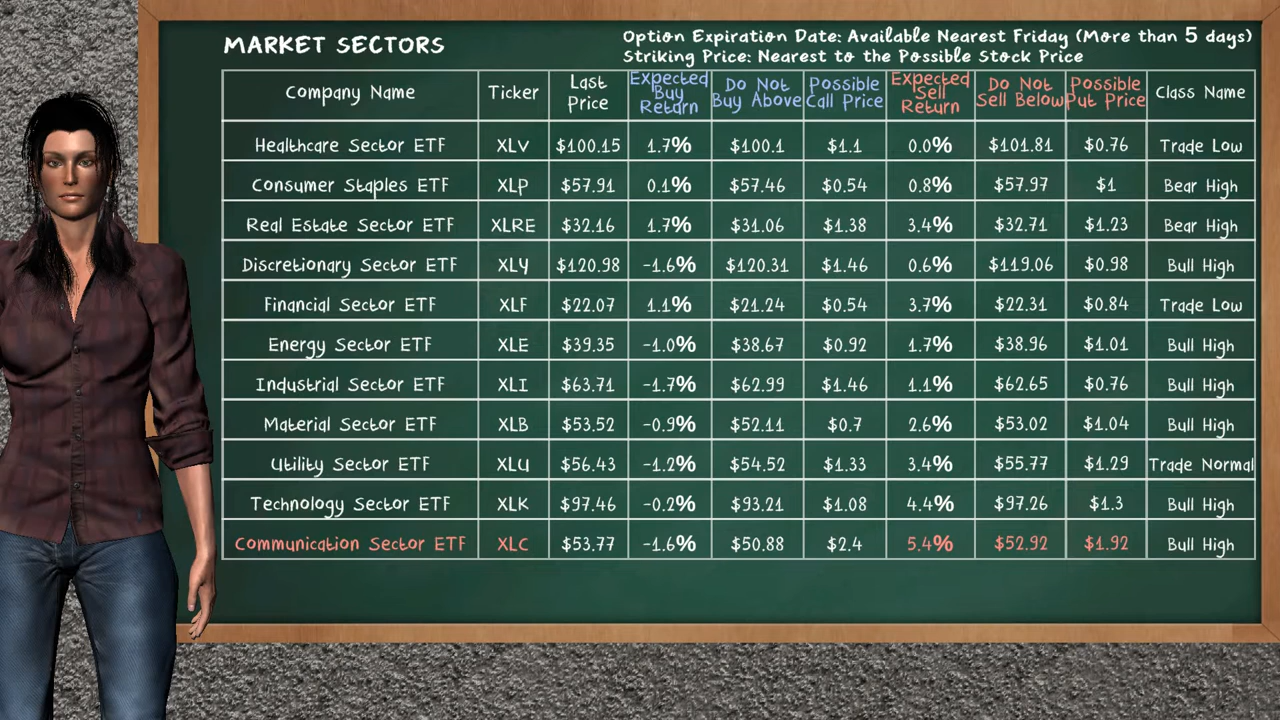 MARKET SECTORS
Option Expiration Date: Available Nearest Friday (More than 5 days)
Striking Price: Nearest to the Possible Stock Price
Company Name Ticker Last Price Expected Buy Return Do Not Buy Above Possible Call Price Expected Sell Return Do Not Sell Below Possible Put Price Class Name
Healthcare Sector ETF XLV $100.15 1.7% $100.1 $1.1 0.0% $101.81 $0.76 Trade Low
Consumer Staples ETF XLP $57.91 0.1% $57.46 $0.54 0.8% $57.97 $1 Bear High
Real Estate Sector ETF XLRE $32.16 1.7% $31.06 $1.38 3.4% $32.71 $1.23 Bear High
Discretionary Sector ETF XLY $120.98 -1.6% $120.31 $1.46 0.6% $119.06 $0.98 Bull High
Financial Sector ETF XLF $22.07 1.1% $21.24 $0.54 3.7% $22.31 $0.84 Trade Low
Energy Sector ETF XLE $39.35 -1.0% $38.67 $0.92 1.7% $38.96 $1.01 Bull High
Industrial Sector ETF XLI $63.71 -1.7% $62.99 $1.46 1.1% $62.65 $0.76 Bull High
Material Sector ETF XLB $53.52 -0.9% $52.11 $0.7 2.6% $53.02 $1.04 Bull High
Utility Sector ETF XLU $56.43 -1.2% $54.52 $1.33 3.4% $55.77 $1.29 Trade Normal
Technology Sector ETF XLK $97.46 -0.2% $93.21 $1.08 4.4% $97.26 $1.3 Bull High
Communication Sector ETF XLC $53.77 -1.6% $50.88 $2.4 5.4% $52.92 $1.92 Bull High